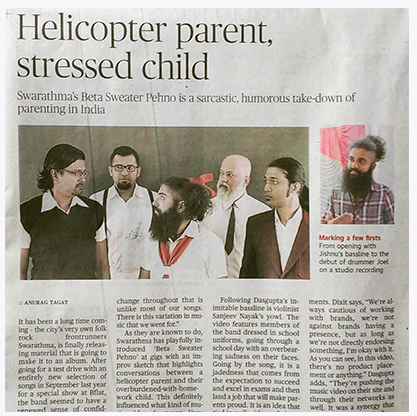 Helicopter parent,
stressed child
Swarathma's Beta Sweater Pehno is a sarcastic, humorous take-down of
parenting in India
Marking a few firsts
From opening with
Jishnu's bassline to the
debut of drummer Joel
on a studio recording
ANURAG TAGAT
It has been a long time com-
ing - the city's very own folk
rock frontrunners
Swarathma, is finally releas-
ing material that is going to
make it to an album. After
going for a test drive with an
entirely new selection of
songs in September last year
for a special show at Bflat,
the band seemed to have a
renewed sense of confid-
change throughout that is
unlike most of our songs.
There is this variation in mu-
sic that we went for."
As they are known to do,
Swarathma has playfully in-
troduced 'Beta Sweater
Pehno' at gigs with an im-
prov sketch that highlights
conversations between a
helicopter parent and their
overburdened-with-home-
work child. This definitely
influenced what kind of mu-
Following Dasgupta's in-
imitable bassline is violinist
Sanjeev Nayak's yowl. The
video features members of
the band dressed in school
uniforms, going through a
school day with an overbear-
ing sadness on their faces.
Going by the song, it is a
jadedness that comes from
the expectation to succeed
and excel in exams and then
land a job that will make par-
ents proud. It is an idea that
ments. Dixit says, "We're al-
ways cautious of working
with brands, we're not
against brands having a
presence, but as long as
we're not directly endorsing
something, I'm okay with it.
As you can see, in this video,
there's no product place-
ment or anything." Dasgupta
adds, "They're pushing the
music video on their site and
through their networks as
well. It was a synergy that